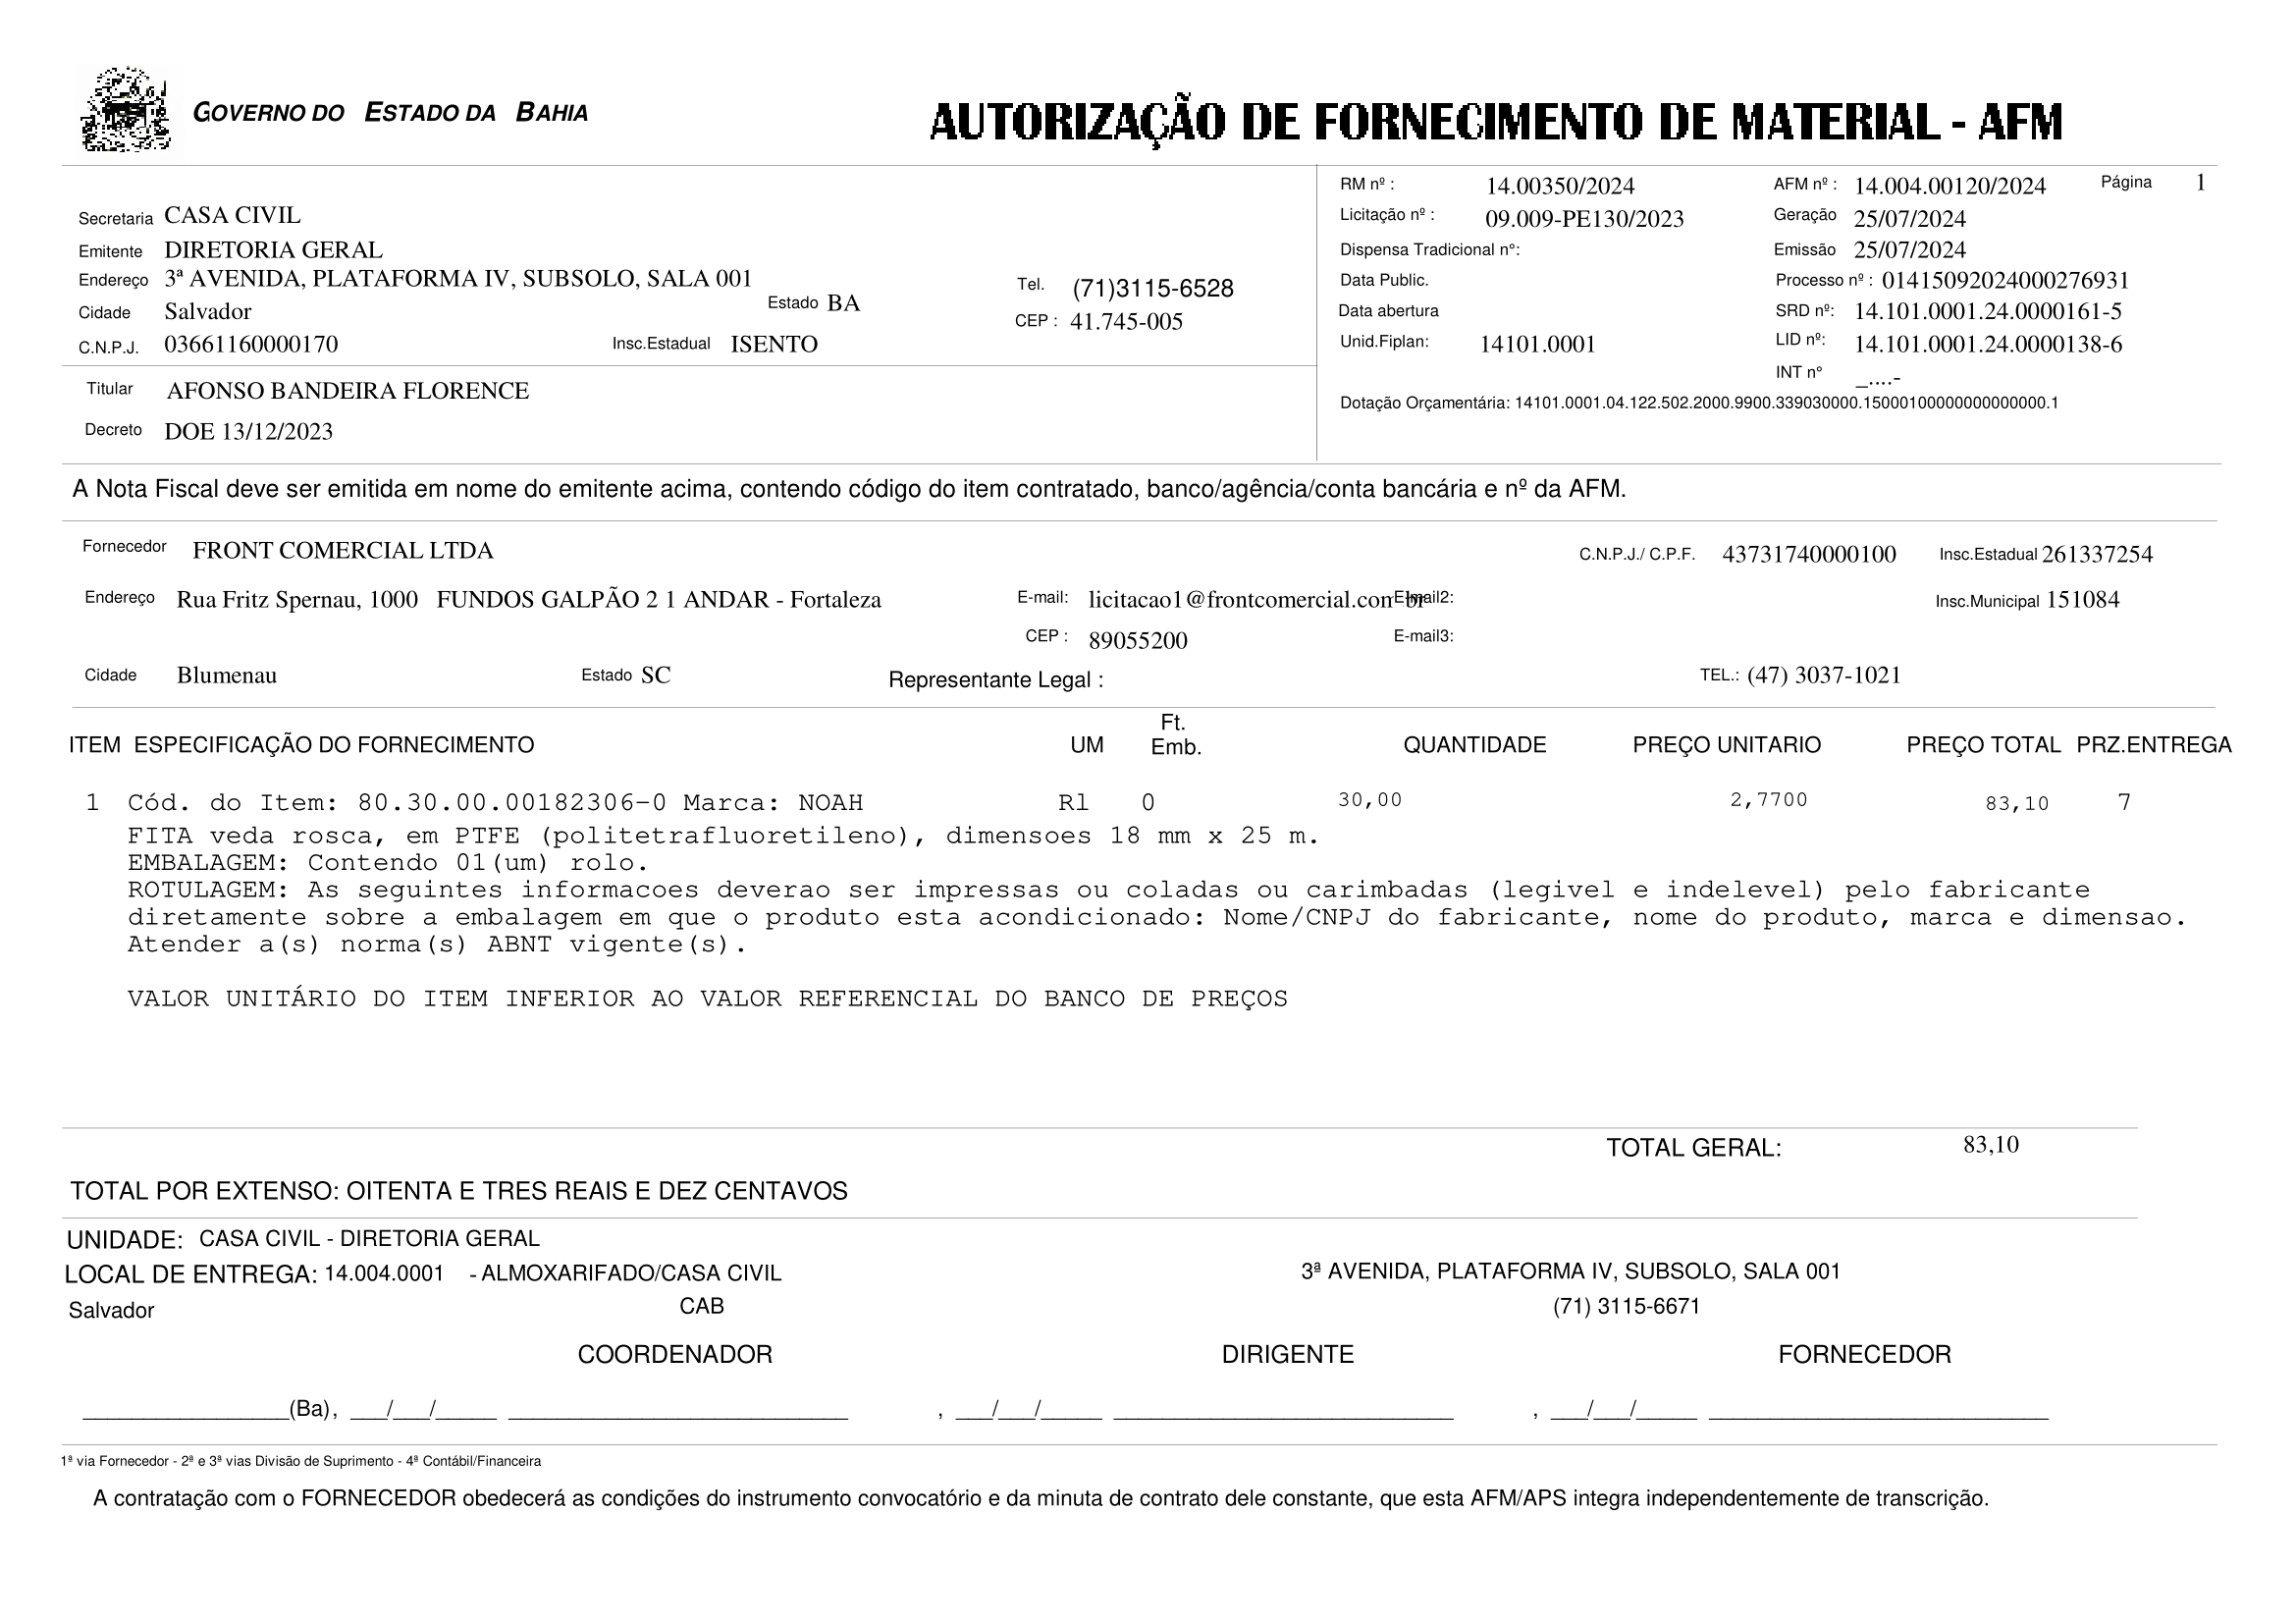 GOVERNO DO ESTADO DA BAHIA
AUTORIZAÇÃO DE FORNECIMENTO DE MATERIAL - AFM
Secretaria CASA CIVIL
Emitente DIRETORIA GERAL
Endereço 3ª AVENIDA, PLATAFORMA IV, SUBSOLO, SALA 001
Cidade Salvador Estado BA
C.N.P.J. 03661160000170 Insc.Estadual ISENTO
Tel. (71)3115-6528
CEP : 41.745-005
Titular AFONSO BANDEIRA FLORENCE
Decreto DOE 13/12/2023
RM nº : 14.00350/2024 AFM nº : 14.004.00120/2024 Página 1
Licitação nº : 09.009-PE130/2023 Geração 25/07/2024
Dispensa Tradicional n°: Emissão 25/07/2024
Data Public. Processo nº : 01415092024000276931
Data abertura SRD nº: 14.101.0001.24.0000161-5
Unid.Fiplan: 14101.0001 LID nº: 14.101.0001.24.0000138-6
INT n° _....-
Dotação Orçamentária: 14101.0001.04.122.502.2000.9900.339030000.15000100000000000000.1
A Nota Fiscal deve ser emitida em nome do emitente acima, contendo código do item contratado, banco/agência/conta bancária e nº da AFM.
Fornecedor FRONT COMERCIAL LTDA C.N.P.J./ C.P.F. 43731740000100 Insc.Estadual 261337254
Endereço Rua Fritz Spernau, 1000 FUNDOS GALPÃO 2 1 ANDAR - Fortaleza E-mail: licitacao1@frontcomercial.com.br E-mail2: Insc.Municipal 151084
CEP : 89055200 E-mail3:
Cidade Blumenau Estado SC Representante Legal : TEL.: (47) 3037-1021
ITEM ESPECIFICAÇÃO DO FORNECIMENTO UM Ft. Emb. QUANTIDADE PREÇO UNITARIO PREÇO TOTAL PRZ.ENTREGA
1 Cód. do Item: 80.30.00.00182306-0 Marca: NOAH Rl 0 30,00 2,7700 83,10 7
FITA veda rosca, em PTFE (politetrafluoretileno), dimensoes 18 mm x 25 m.
EMBALAGEM: Contendo 01(um) rolo.
ROTULAGEM: As seguintes informacoes deverao ser impressas ou coladas ou carimbadas (legivel e indelevel) pelo fabricante
diretamente sobre a embalagem em que o produto esta acondicionado: Nome/CNPJ do fabricante, nome do produto, marca e dimensao.
Atender a(s) norma(s) ABNT vigente(s).
VALOR UNITÁRIO DO ITEM INFERIOR AO VALOR REFERENCIAL DO BANCO DE PREÇOS
TOTAL GERAL: 83,10
TOTAL POR EXTENSO: OITENTA E TRES REAIS E DEZ CENTAVOS
UNIDADE: CASA CIVIL - DIRETORIA GERAL
LOCAL DE ENTREGA: 14.004.0001 - ALMOXARIFADO/CASA CIVIL 3ª AVENIDA, PLATAFORMA IV, SUBSOLO, SALA 001
Salvador CAB (71) 3115-6671
COORDENADOR DIRIGENTE FORNECEDOR
_________________(Ba), ___/___/_____ ____________________________ , ___/___/_____ ____________________________ , ___/___/_____ ____________________________
1ª via Fornecedor - 2ª e 3ª vias Divisão de Suprimento - 4ª Contábil/Financeira
A contratação com o FORNECEDOR obedecerá as condições do instrumento convocatório e da minuta de contrato dele constante, que esta AFM/APS integra independentemente de transcrição.